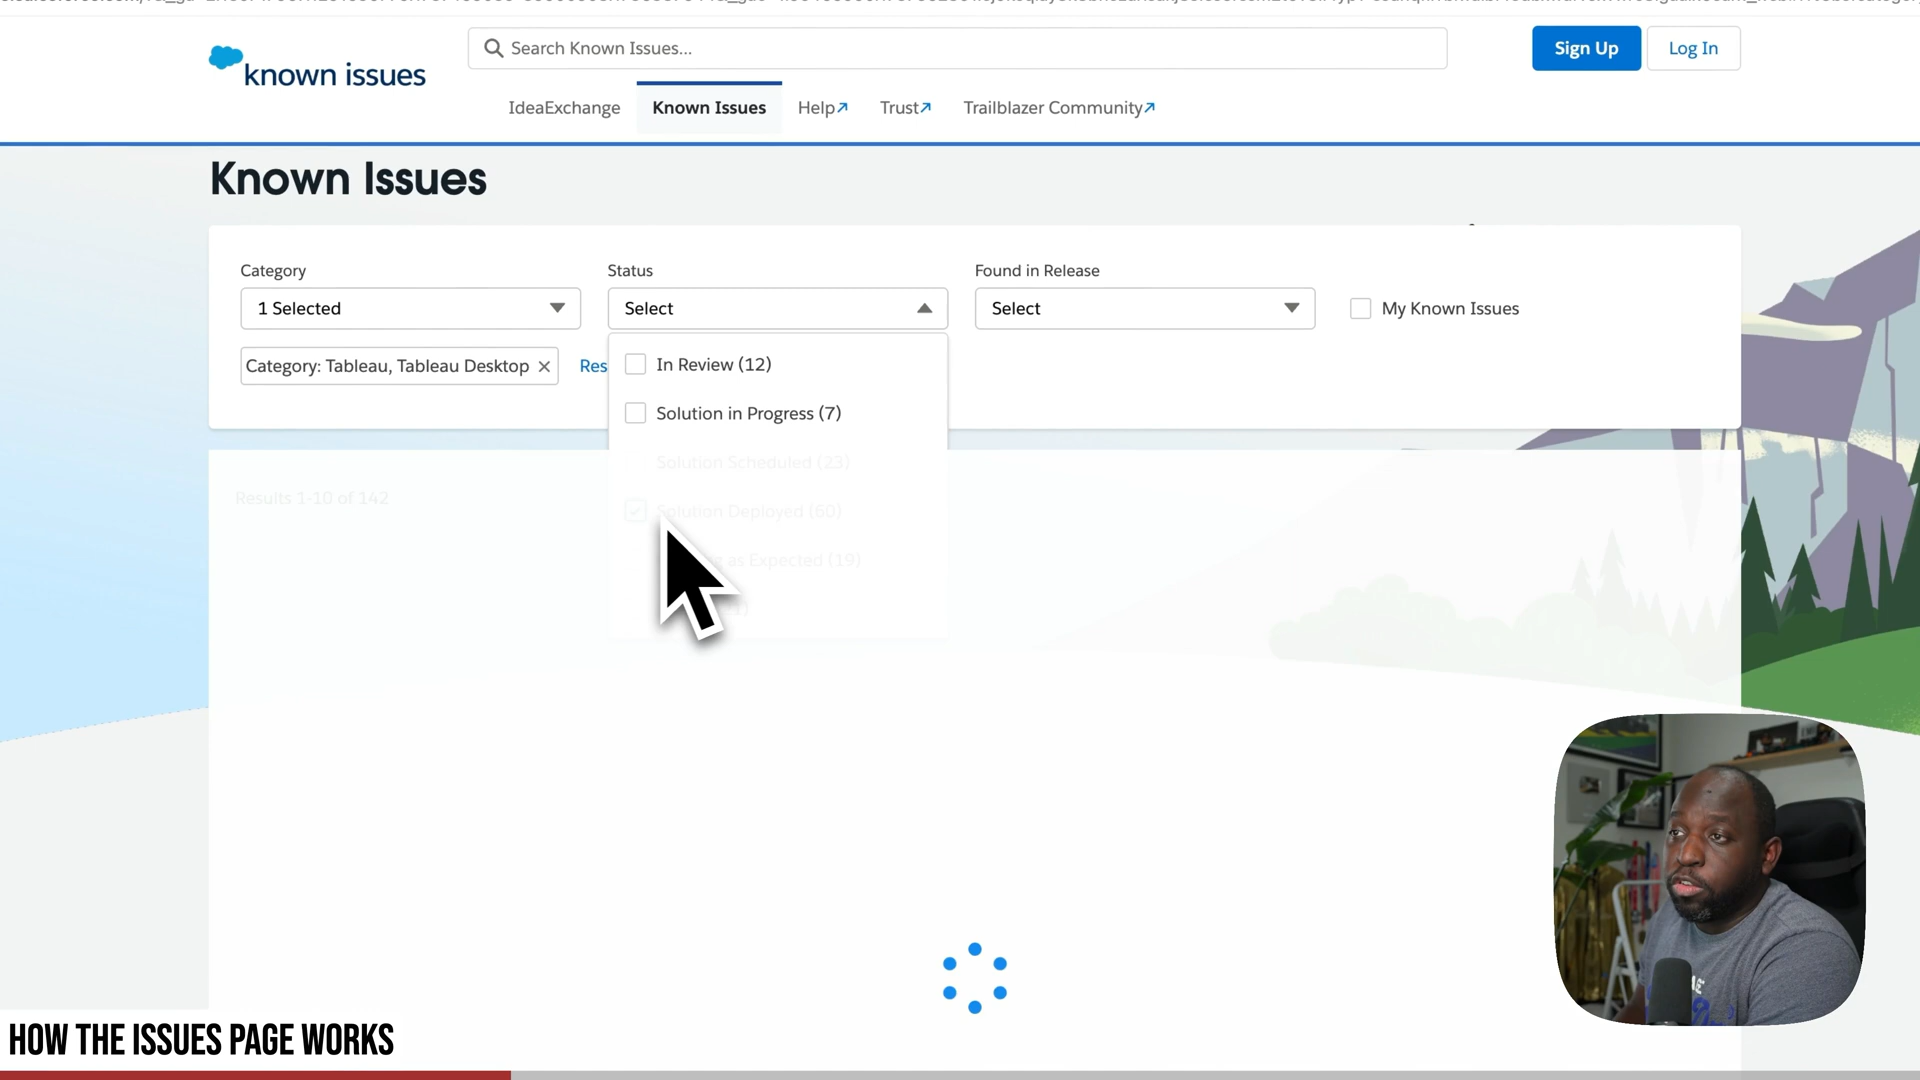 Search Known Issues...
Sign Up
Log In
known issues
IdeaExchange
Known Issues
Help
Trust
Trailblazer Community
Known Issues
Category
Status
Found in Release
1 Selected
Select
Select
My Known Issues
Category: Tableau, Tableau Desktop
Res
In Review (12)
Solution in Progress (7)
Solution Scheduled (23)
Results 1-10 of 142
Solution Deployed (60)
as Expected (19)
HOW THE ISSUES PAGE WORKS